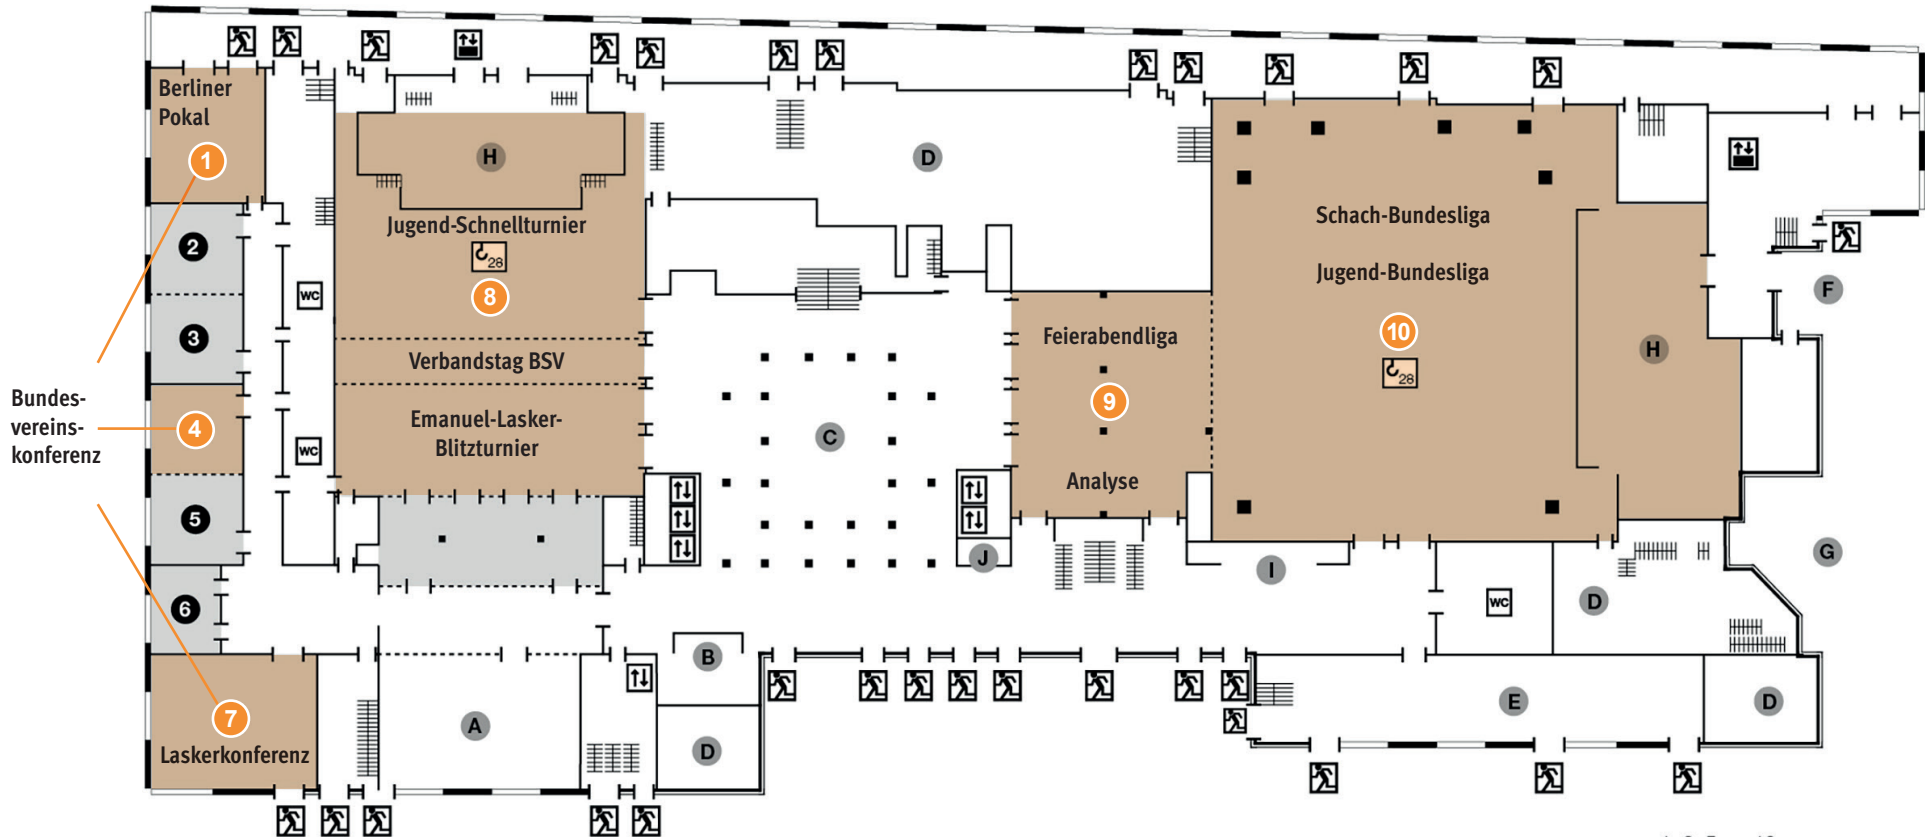 Berliner
Pokal
1
H
D
2
Jugend-Schnellturnier
28
8
WC
3
Verbandstag BSV
Schach-Bundesliga
Jugend-Bundesliga
10
28
F
H
Feierabendliga
9
Bundes-
vereins-
konferenz
4
Emanuel-Lasker-
Blitzturnier
WC
C
Analyse
5
J
I
G
6
WC
D
B
7
Laskerkonferenz
A
D
E
D